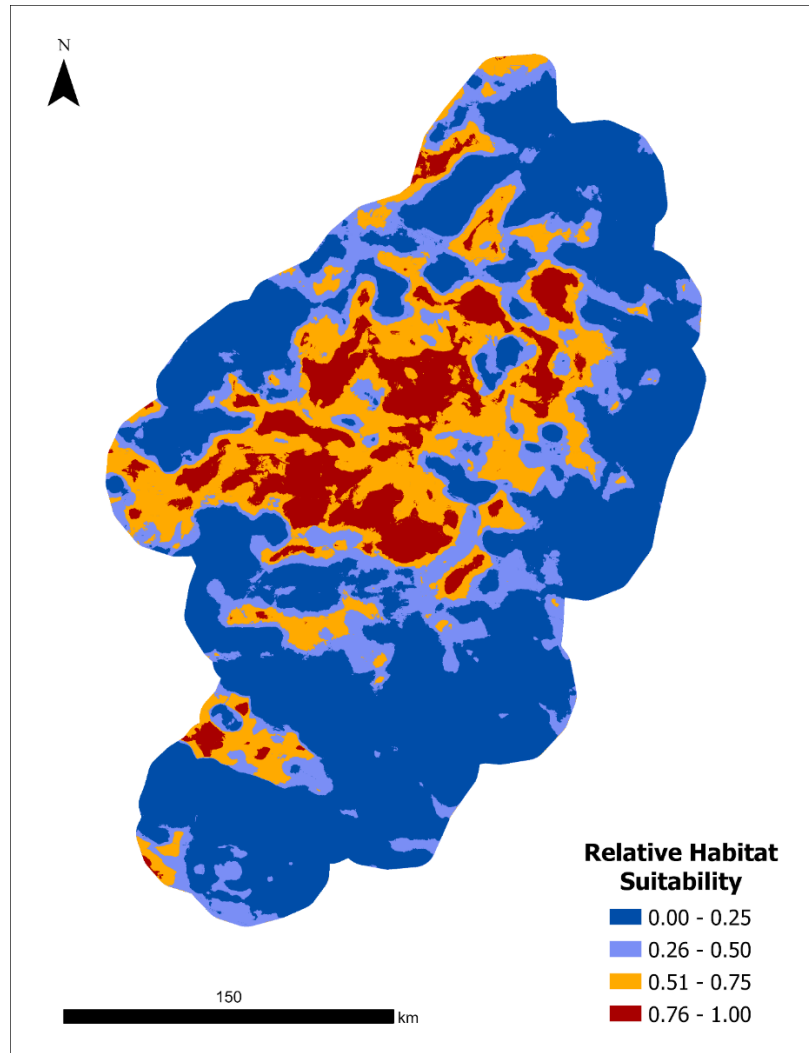 N
Relative Habitat
Suitability
0.00 - 0.25
0.26 - 0.50
0.51 - 0.75
0.76 - 1.00
150
km